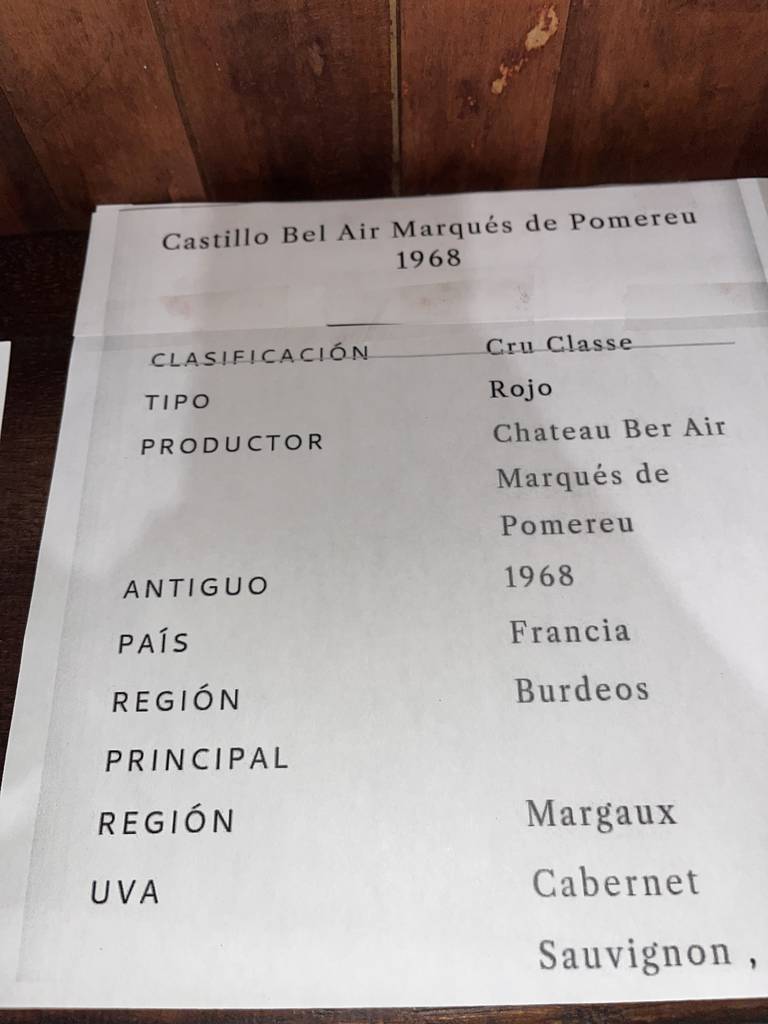 Castillo Bel Air Marqués de Pomereu
1968
CLASIFICACIÓN Cru Classe
TIPO Rojo
PRODUCTOR Chateau Ber Air
Marqués de
Pomereu
ANTIGUO 1968
PAÍS Francia
REGIÓN Burdeos
PRINCIPAL
REGIÓN Margaux
UVA Cabernet
Sauvignon ,